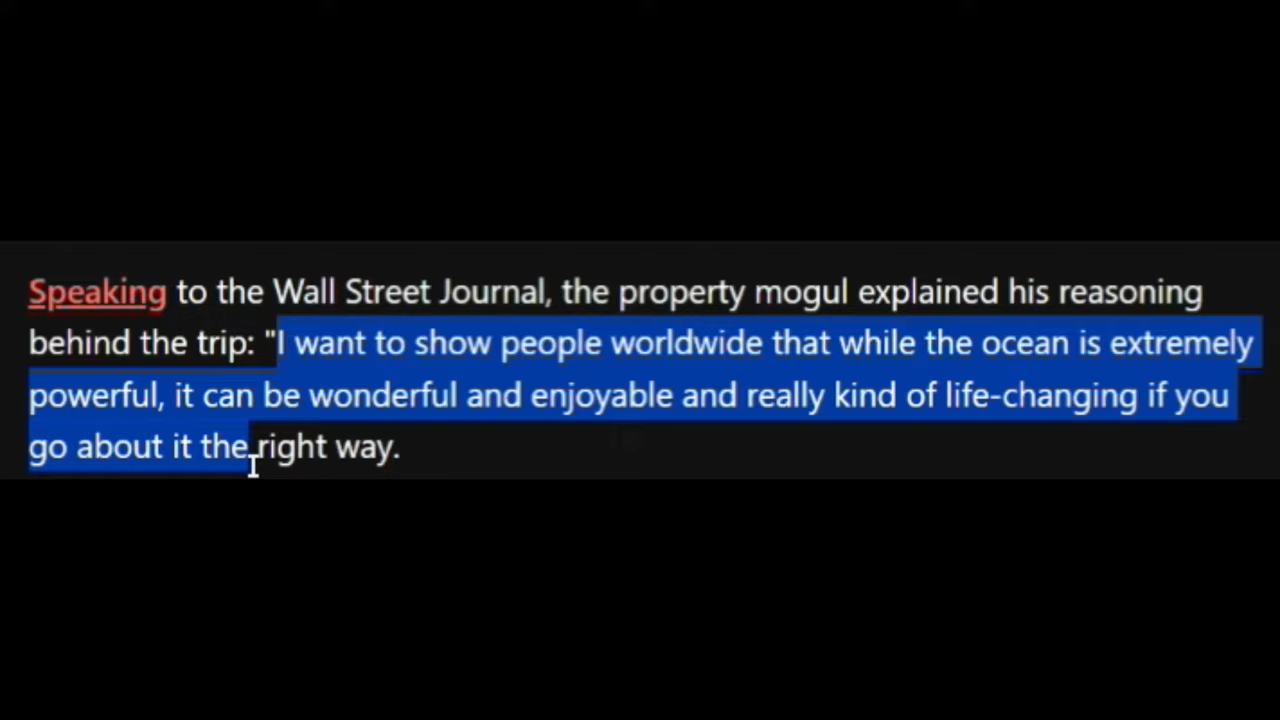 Speaking to the Wall Street Journal, the property mogul explained his reasoning
behind the trip: "I want to show people worldwide that while the ocean is extremely
powerful, it can be wonderful and enjoyable and really kind of life-changing if you
go about it the right way.